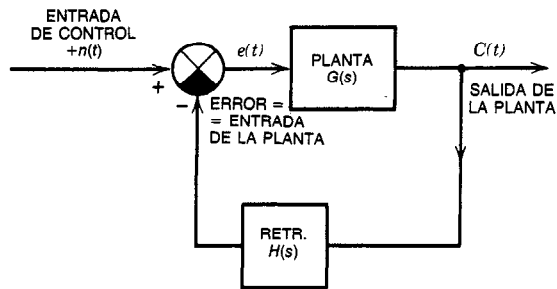 ENTRADA
DE CONTROL
+n(t)
+
−
e(t)
ERROR =
= ENTRADA
DE LA PLANTA
PLANTA
G(s)
C(t)
SALIDA DE
LA PLANTA
RETR.
H(s)